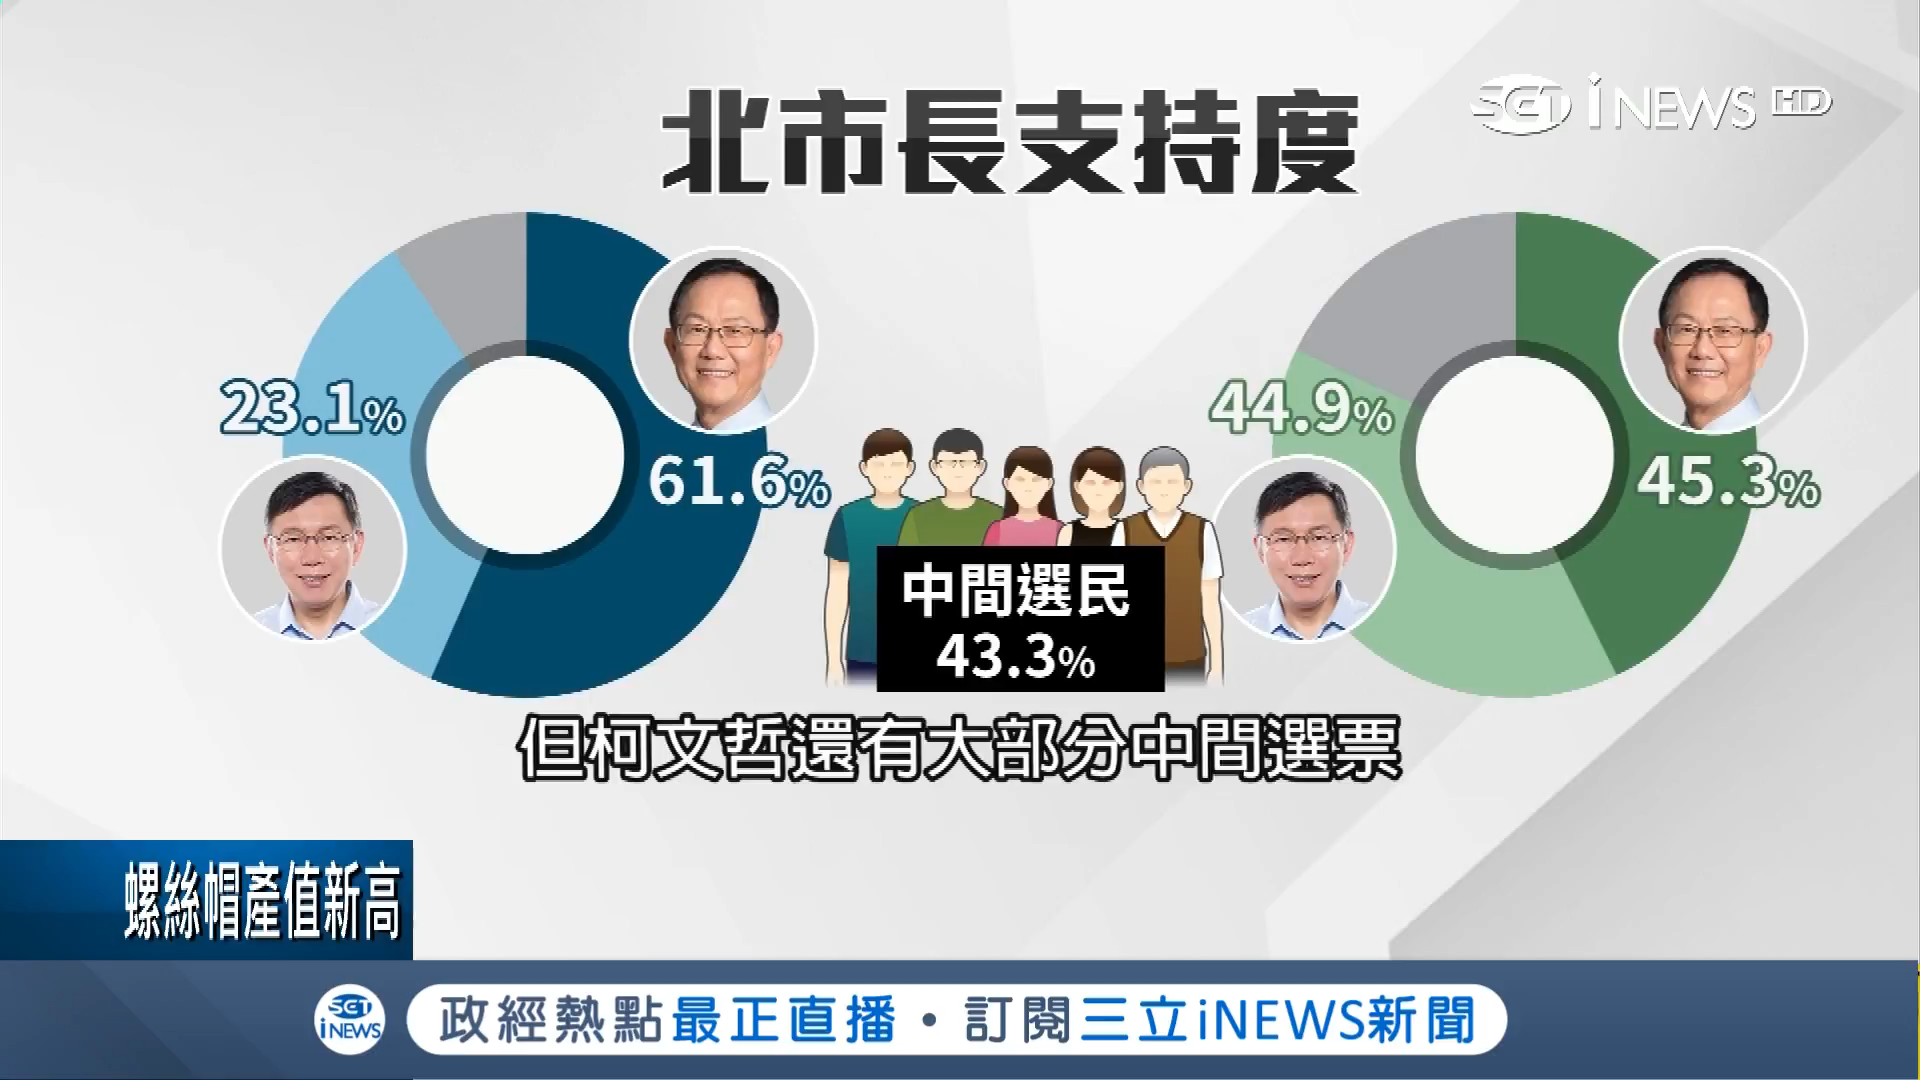 北市長支持度
SET iNEWS HD
23.1%
61.6%
44.9%
45.3%
中間選民
43.3%
但柯文哲還有大部分中間選票
螺絲帽產值新高
SET iNEWS
政經熱點最正直播・訂閱三立iNEWS新聞